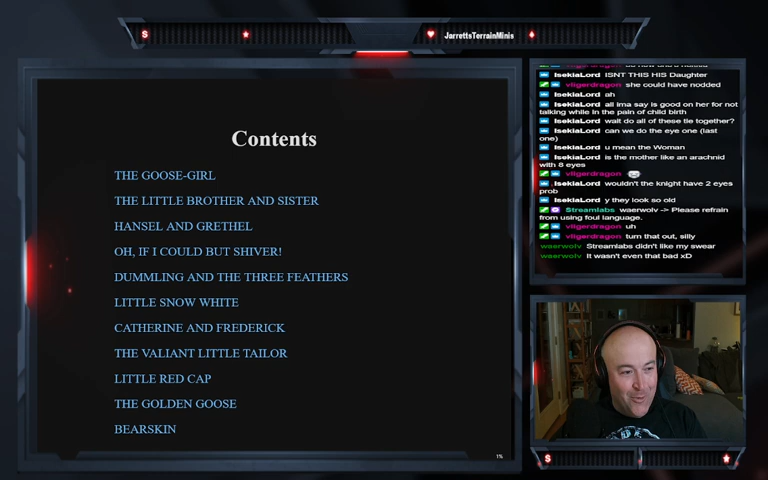 JarrettsTerrainMinis
Contents
THE GOOSE-GIRL
THE LITTLE BROTHER AND SISTER
HANSEL AND GRETHEL
OH, IF I COULD BUT SHIVER!
DUMMLING AND THE THREE FEATHERS
LITTLE SNOW WHITE
CATHERINE AND FREDERICK
THE VALIANT LITTLE TAILOR
LITTLE RED CAP
THE GOLDEN GOOSE
BEARSKIN
1%
IsekiaLord ISNT THIS HIS Daughter
vligerdragon she could have nodded
IsekiaLord ah
IsekiaLord all ima say is good on her for not
talking while in the pain of child birth
IsekiaLord wait do all of these tie together?
IsekiaLord can we do the eye one (last
one)
IsekiaLord u mean the Woman
IsekiaLord is the mother like an arachnid
with 8 eyes
vligerdragon
IsekiaLord wouldn't the knight have 2 eyes
prob
IsekiaLord y they look so old
Streamlabs waerwolv -> Please refrain
from using foul language.
vligerdragon uh
vligerdragon turn that out, silly
waerwolv Streamlabs didn't like my swear
waerwolv It wasn't even that bad xD